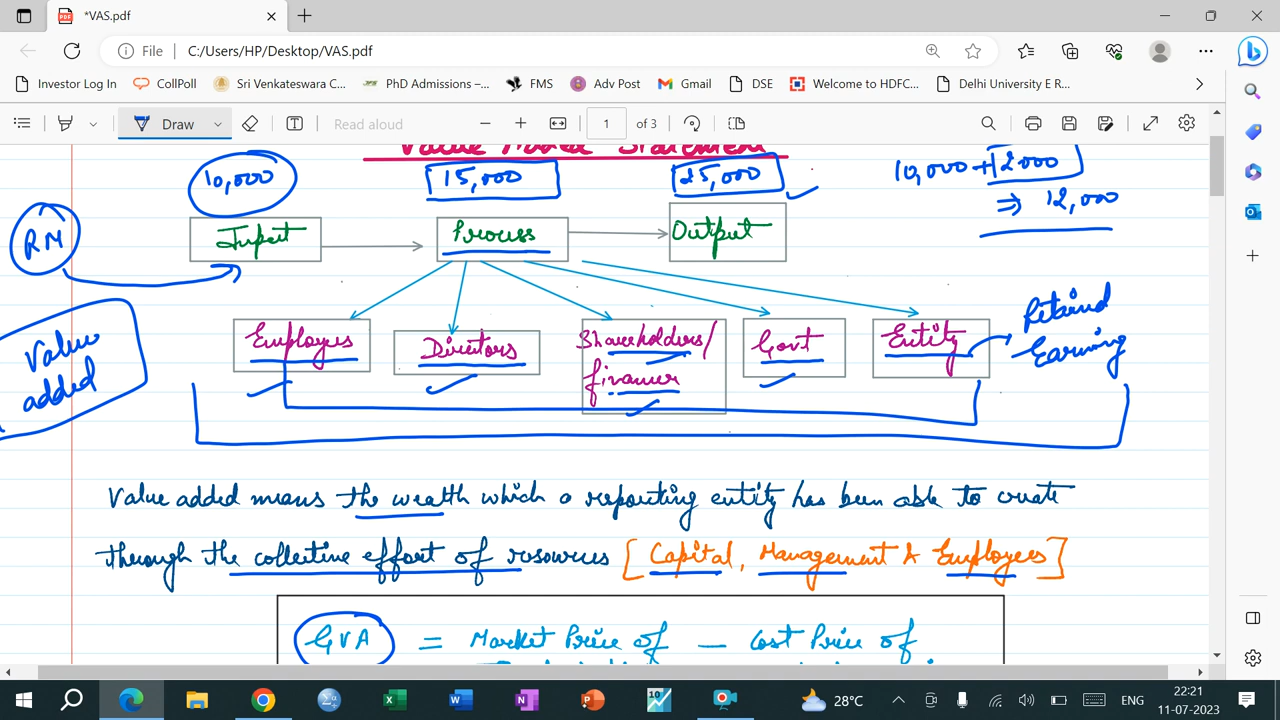 *VAS.pdf
File C:/Users/HP/Desktop/VAS.pdf
Investor Log In CollPoll Sri Venkateswara C... PhD Admissions –... FMS Adv Post Gmail DSE Welcome to HDFC... Delhi University E R...
Draw Read aloud 1 of 3
Value Added Statement
10,000 15,000 25,000 10,000 + 2000
⇒ 12,000
RM Input Process Output
Value added
Employees Directors Shareholders/ financer Govt Entity Retained Earning
Value added means the wealth which a reporting entity has been able to create
through the collective effort of resources [Capital, Management & Employees]
GVA = Market Price of — Cost Price of
28°C ENG 22:21
11-07-2023